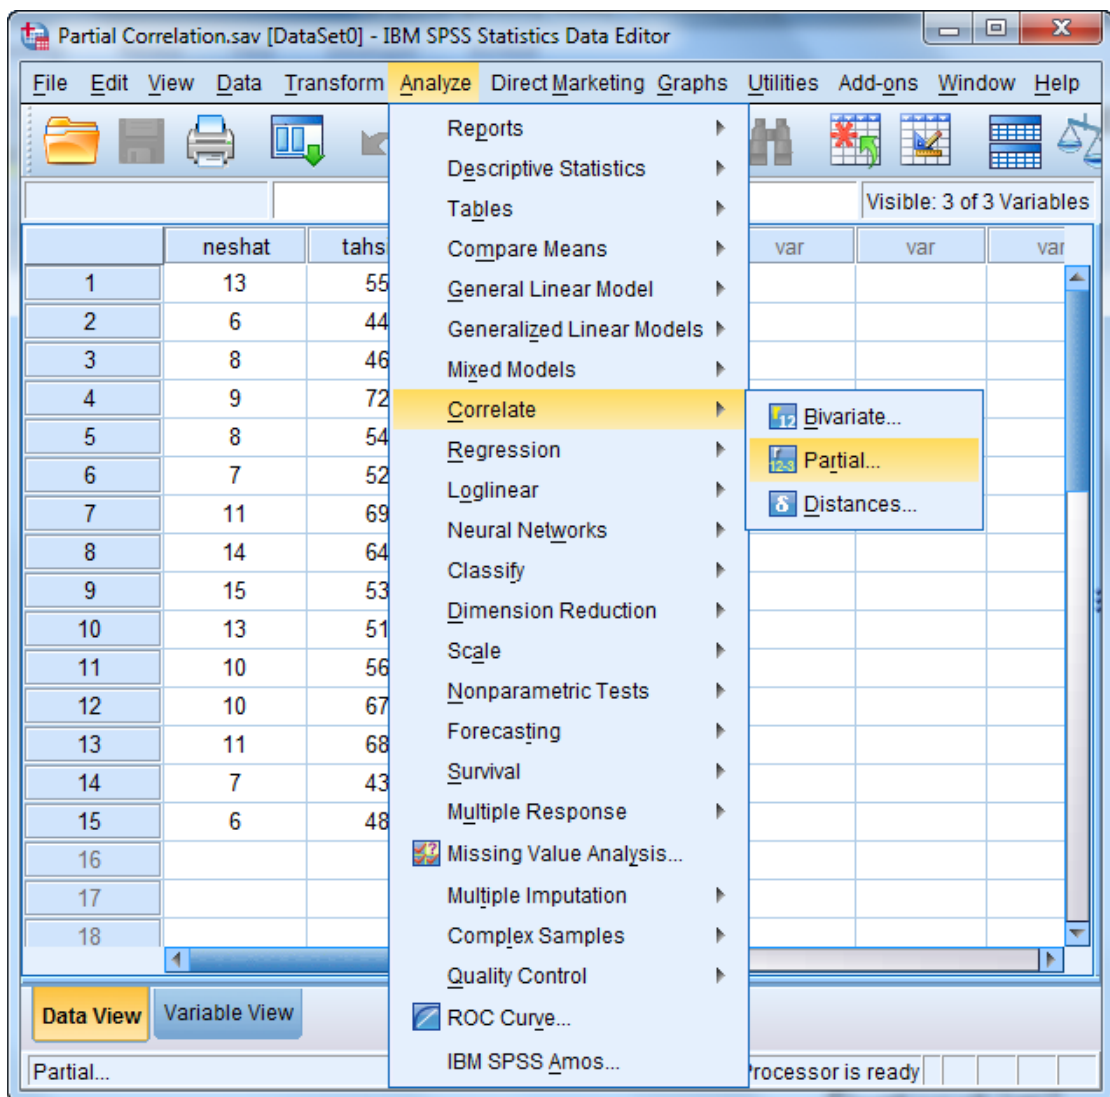 Partial Correlation.sav [DataSet0] - IBM SPSS Statistics Data Editor
File Edit View Data Transform Analyze Direct Marketing Graphs Utilities Add-ons Window Help
Visible: 3 of 3 Variables
neshat tahsi var var var
1 13 55
2 6 44
3 8 46
4 9 72
5 8 54
6 7 52
7 11 69
8 14 64
9 15 53
10 13 51
11 10 56
12 10 67
13 11 68
14 7 43
15 6 48
16
17
18
Reports
Descriptive Statistics
Tables
Compare Means
General Linear Model
Generalized Linear Models
Mixed Models
Correlate
Regression
Loglinear
Neural Networks
Classify
Dimension Reduction
Scale
Nonparametric Tests
Forecasting
Survival
Multiple Response
Missing Value Analysis...
Multiple Imputation
Complex Samples
Quality Control
ROC Curve...
IBM SPSS Amos...
12 Bivariate...
r 12-3 Partial...
δ Distances...
Data View Variable View
Partial... Processor is ready